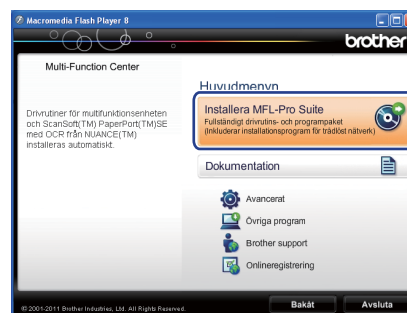 Macromedia Flash Player 8
brother
Multi-Function Center
Drivrutiner för multifunktionsenheten
och ScanSoft(TM) PaperPort(TM)SE
med OCR från NUANCE(TM)
installeras automatiskt.
Huvudmenyn
Installera MFL-Pro Suite
Fullständigt drivrutins- och programpaket
(Inkluderar installationsprogram för trådlöst nätverk)
Dokumentation
Avancerat
Övriga program
Brother support
Onlineregistrering
© 2001-2011 Brother Industries, Ltd. All Rights Reserved.
Bakåt
Avsluta